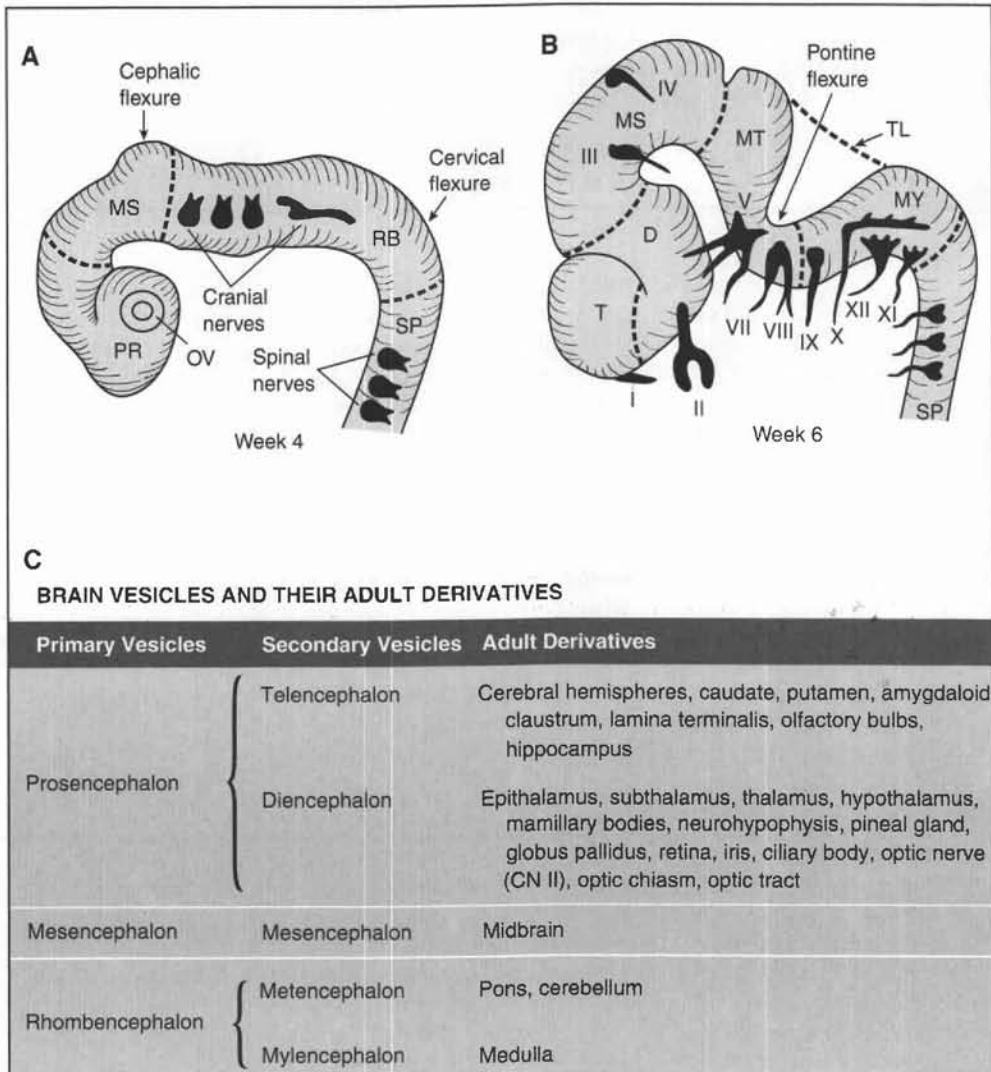 A
Cephalic
flexure
Cervical
flexure
MS
RB
Cranial
nerves
PR
OV
SP
Spinal
nerves
Week 4
B
Pontine
flexure
IV
MS
MT
TL
III
MY
V
D
T
VII
VIII
IX
X
XII
XI
I
II
SP
Week 6
C
BRAIN VESICLES AND THEIR ADULT DERIVATIVES
Primary Vesicles Secondary Vesicles Adult Derivatives
Telencephalon Cerebral hemispheres, caudate, putamen, amygdaloid
claustrum, lamina terminalis, olfactory bulbs,
hippocampus
Prosencephalon
Diencephalon Epithalamus, subthalamus, thalamus, hypothalamus,
mamillary bodies, neurohypophysis, pineal gland,
globus pallidus, retina, iris, ciliary body, optic nerve
(CN II), optic chiasm, optic tract
Mesencephalon Mesencephalon Midbrain
Metencephalon Pons, cerebellum
Rhombencephalon
Mylencephalon Medulla